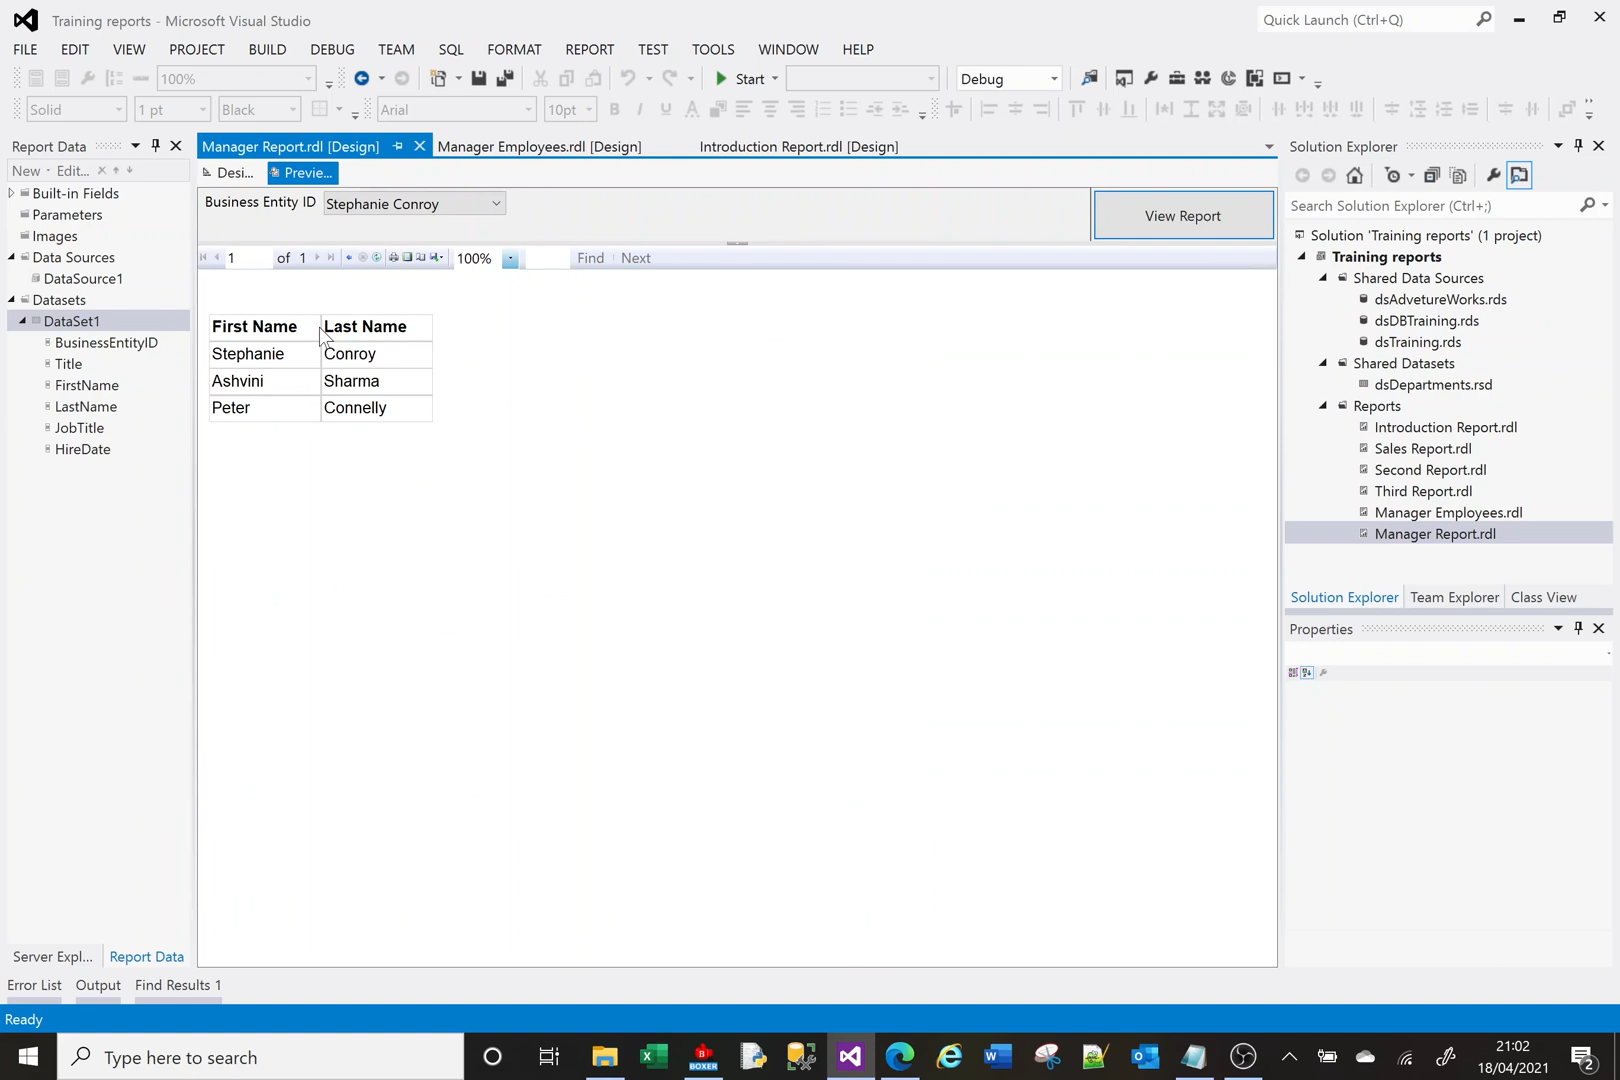 Training reports - Microsoft Visual Studio
Quick Launch (Ctrl+Q)
FILE EDIT VIEW PROJECT BUILD DEBUG TEAM SQL FORMAT REPORT TEST TOOLS WINDOW HELP
100% Start Debug
Solid 1 pt Black Arial 10pt B I U A
Report Data
New - Edit...
Built-in Fields
Parameters
Images
Data Sources
DataSource1
Datasets
DataSet1
BusinessEntityID
Title
FirstName
LastName
JobTitle
HireDate
Server Expl... Report Data
Manager Report.rdl [Design] Manager Employees.rdl [Design] Introduction Report.rdl [Design]
Desi... Previe...
Business Entity ID Stephanie Conroy View Report
1 of 1 100% Find Next
First Name Last Name
Stephanie Conroy
Ashvini Sharma
Peter Connelly
Solution Explorer
Search Solution Explorer (Ctrl+;)
Solution 'Training reports' (1 project)
Training reports
Shared Data Sources
dsAdvetureWorks.rds
dsDBTraining.rds
dsTraining.rds
Shared Datasets
dsDepartments.rsd
Reports
Introduction Report.rdl
Sales Report.rdl
Second Report.rdl
Third Report.rdl
Manager Employees.rdl
Manager Report.rdl
Solution Explorer Team Explorer Class View
Properties
Error List Output Find Results 1
Ready
Type here to search
BOXER
21:02
18/04/2021
2